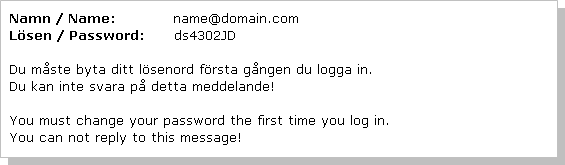 Namn / Name: name@domain.com
Lösen / Password: ds4302JD
Du måste byta ditt lösenord första gången du logga in.
Du kan inte svara på detta meddelande!
You must change your password the first time you log in.
You can not reply to this message!